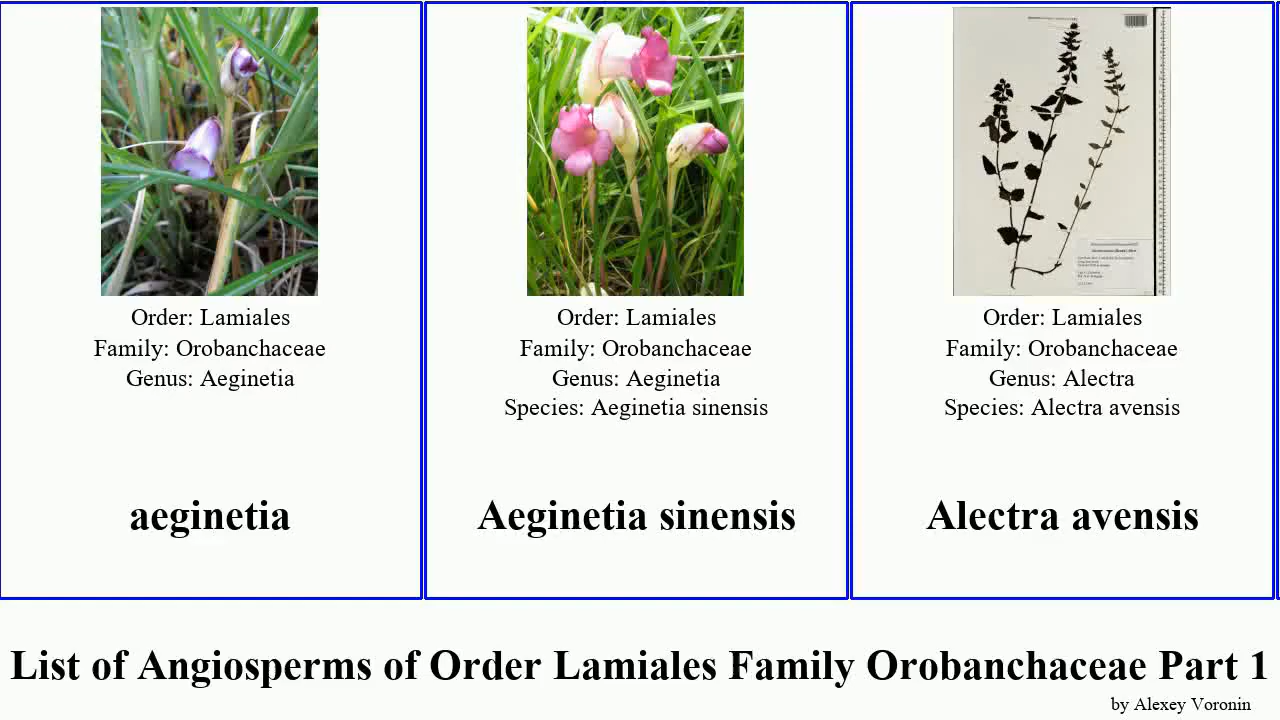 Order: Lamiales
Family: Orobanchaceae
Genus: Aeginetia
aeginetia
Order: Lamiales
Family: Orobanchaceae
Genus: Aeginetia
Species: Aeginetia sinensis
Aeginetia sinensis
Order: Lamiales
Family: Orobanchaceae
Genus: Alectra
Species: Alectra avensis
Alectra avensis
List of Angiosperms of Order Lamiales Family Orobanchaceae Part 1
by Alexey Voronin